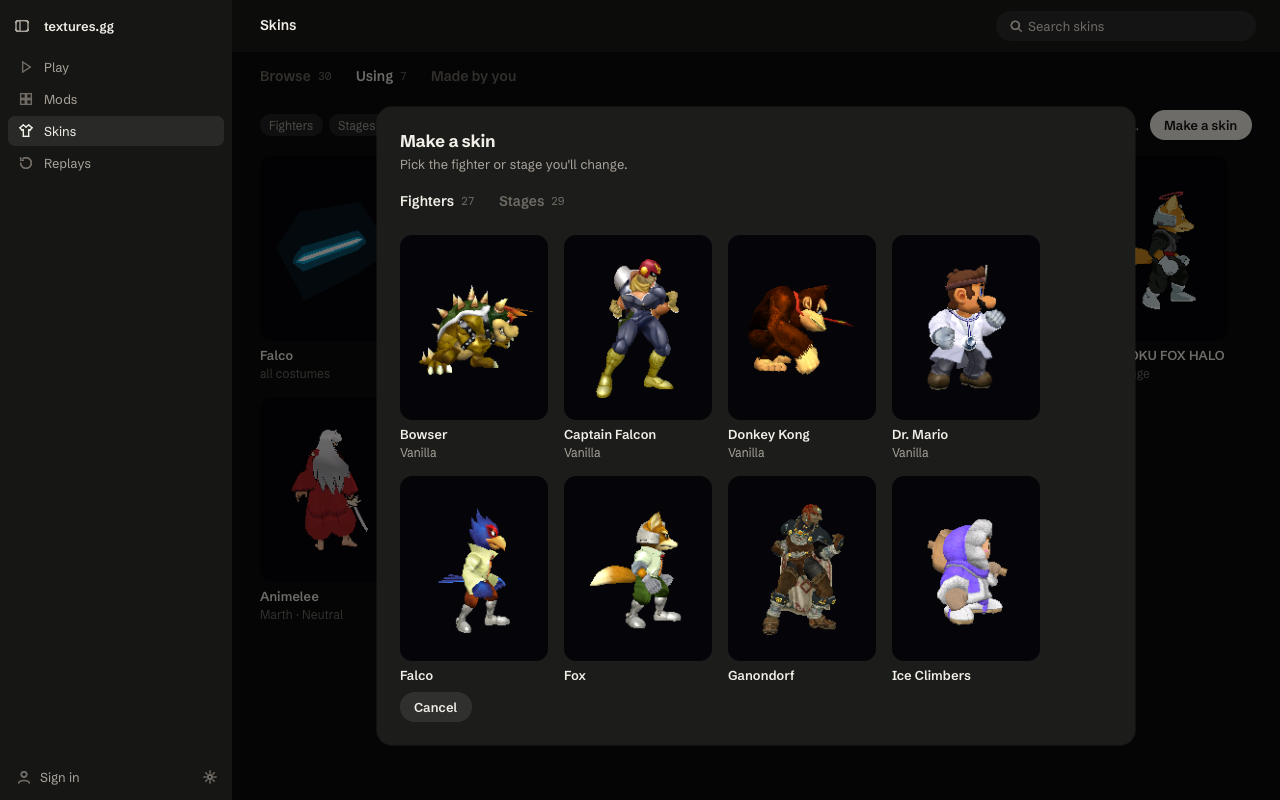 textures.gg
Play
Mods
Skins
Replays
Sign in
Skins
Search skins
Browse 30
Using 7
Made by you
Fighters
Stages
Make a skin
Falco
all costumes
OKU FOX HALO
Animelee
Marth · Neutral
Make a skin
Pick the fighter or stage you'll change.
Fighters 27
Stages 29
Bowser
Vanilla
Captain Falcon
Vanilla
Donkey Kong
Vanilla
Dr. Mario
Vanilla
Falco
Fox
Ganondorf
Ice Climbers
Cancel